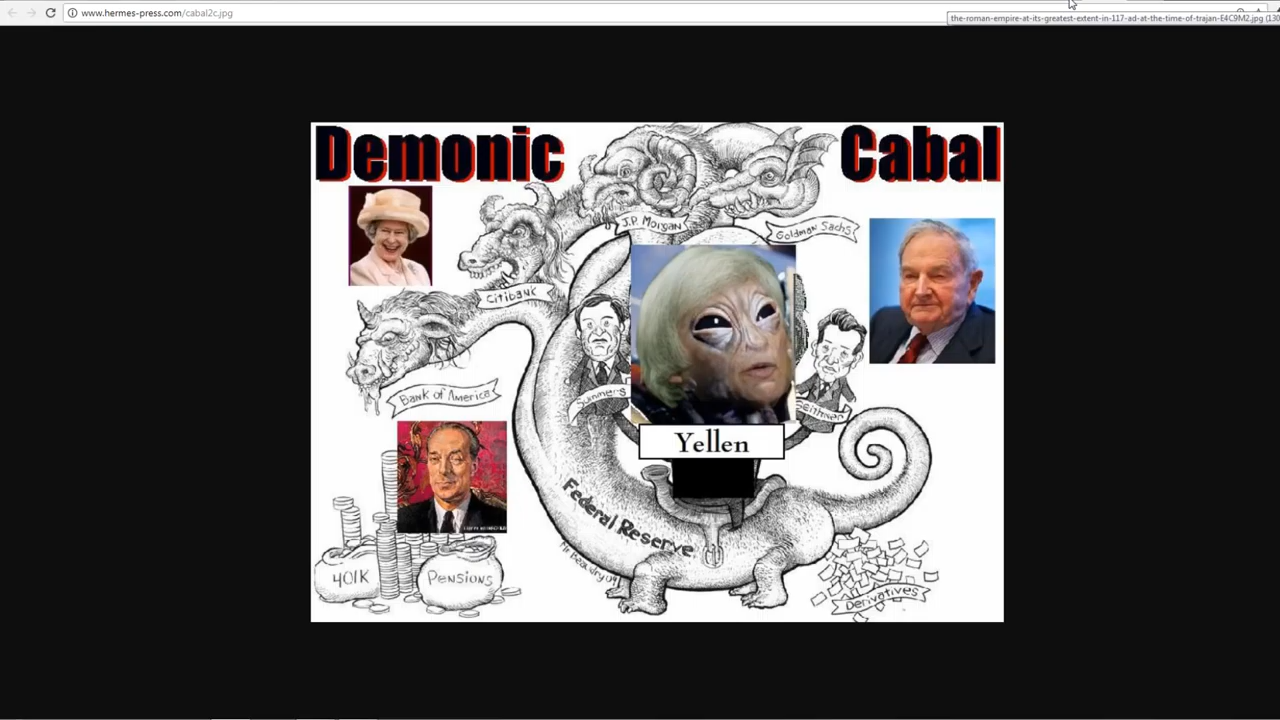 www.hermes-press.com/cabal2c.jpg
the-roman-empire-at-its-greatest-extent-in-117-ad-at-the-time-of-trajan-E4C9M2.jpg (130
Demonic Cabal
J.P. Morgan
Goldman Sachs
Citibank
Bank of America
Summers
Geithner
Yellen
Federal Reserve
401K
Pensions
Derivatives